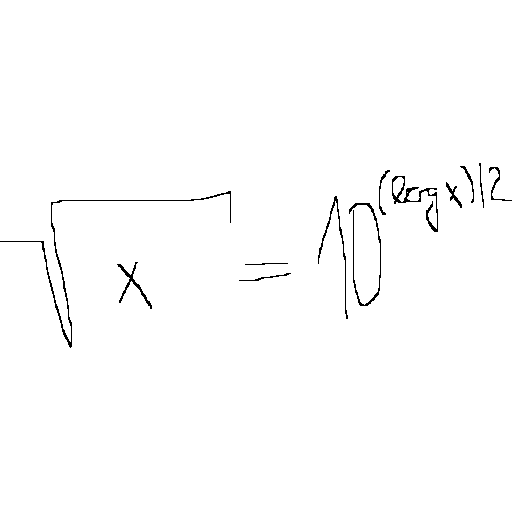 √x = 10^((log x)/2)